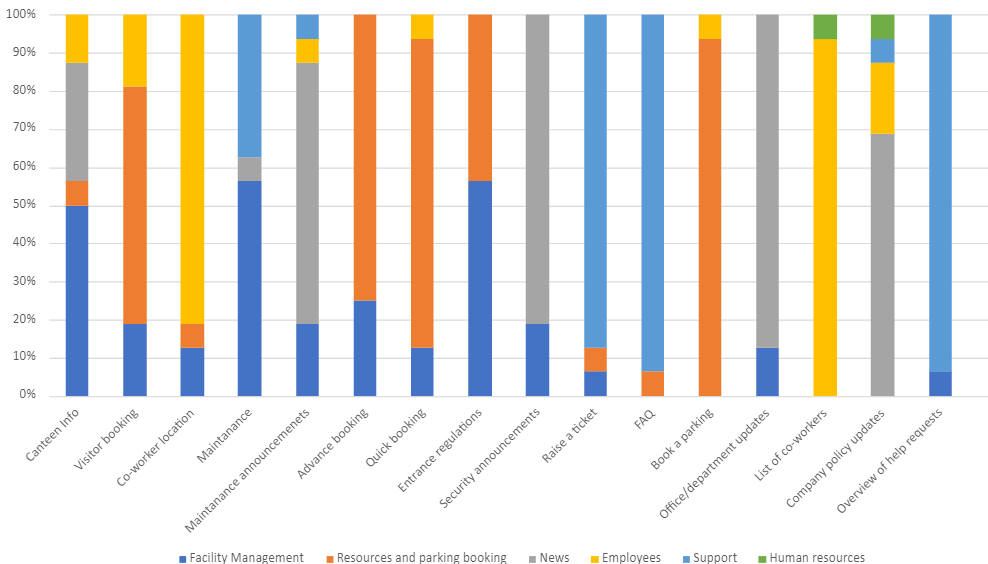 100%
90%
80%
70%
60%
50%
40%
30%
20%
10%
0%
Canteen Info
Visitor booking
Co-worker location
Maintanance
Maintanance announcemenets
Advance booking
Quick booking
Entrance regulations
Security announcements
Raise a ticket
FAQ
Book a parking
Office/department updates
List of co-workers
Company policy updates
Overview of help requests
Facility Management Resources and parking booking News Employees Support Human resources